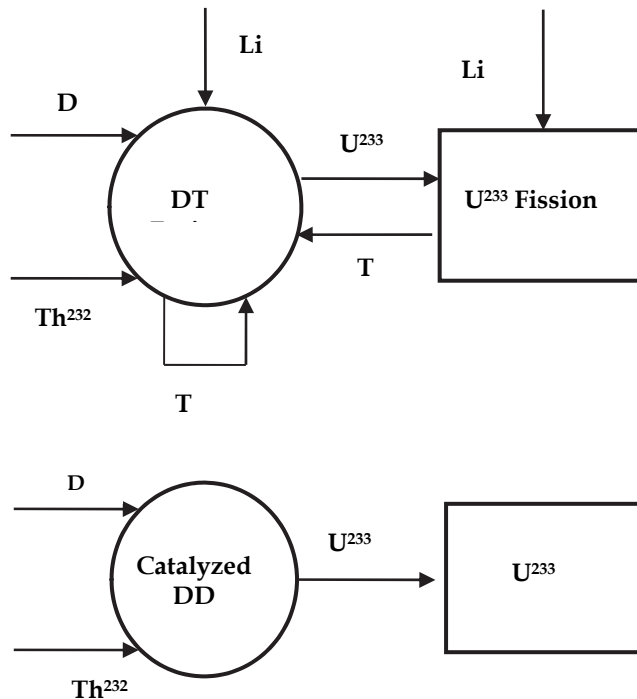 Li
Li
D
U²³³
DT
U²³³ Fission
T
Th²³²
T
D
U²³³
Catalyzed
DD
U²³³
Th²³²